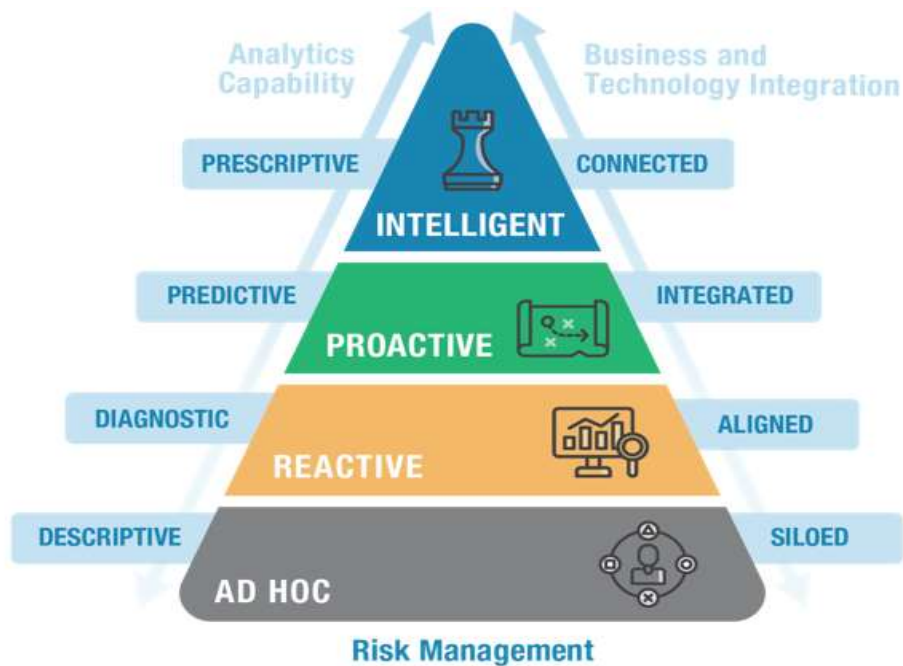 Analytics
Capability
Business and
Technology Integration
PRESCRIPTIVE
CONNECTED
INTELLIGENT
PREDICTIVE
INTEGRATED
PROACTIVE
DIAGNOSTIC
ALIGNED
REACTIVE
DESCRIPTIVE
SILOED
AD HOC
Risk Management